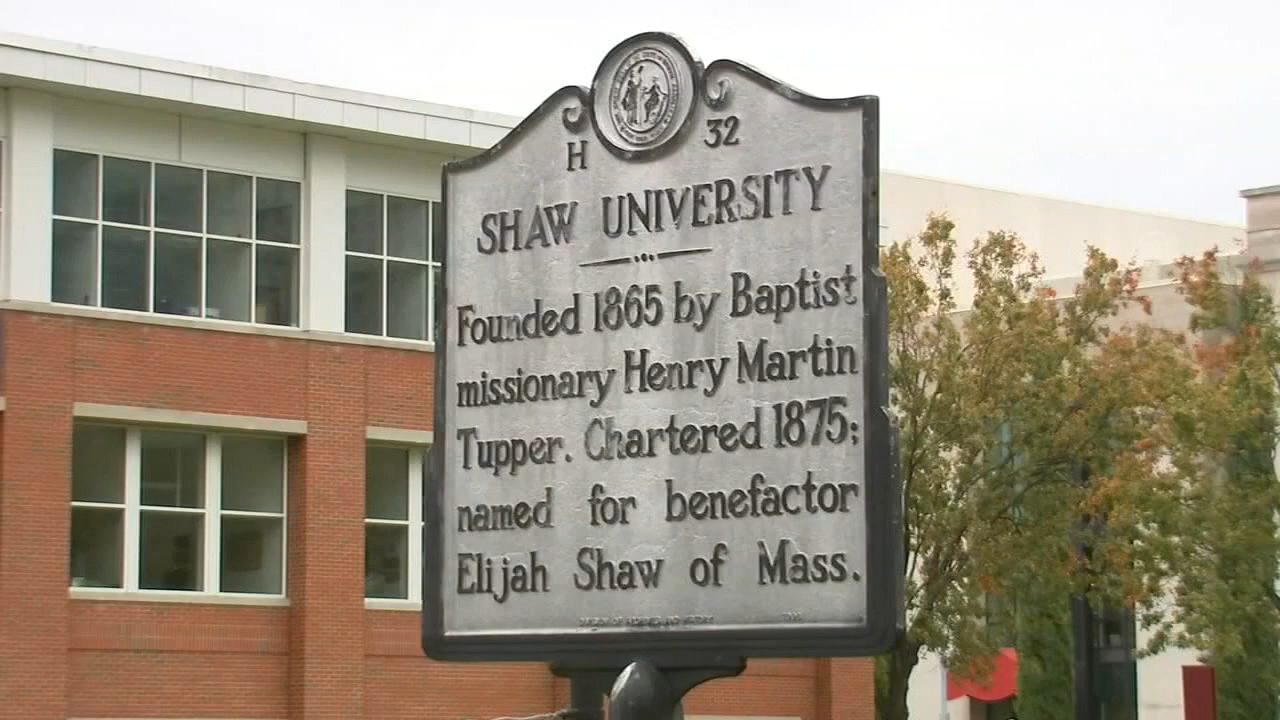 H 32
SHAW UNIVERSITY
Founded 1865 by Baptist
missionary Henry Martin
Tupper. Chartered 1875;
named for benefactor
Elijah Shaw of Mass.